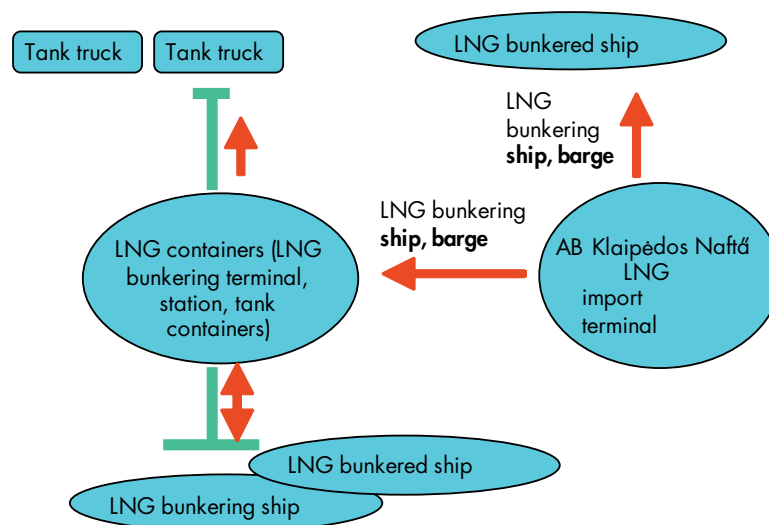 Tank truck
Tank truck
LNG bunkered ship
LNG
bunkering
ship, barge
LNG bunkering
ship, barge
AB Klaipėdos Naftá
LNG
import
terminal
LNG containers (LNG
bunkering terminal,
station, tank
containers)
LNG bunkered ship
LNG bunkering ship